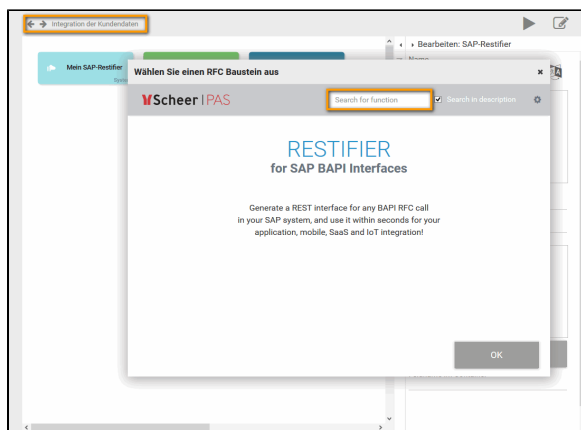 Integration der Kundendaten
Bearbeiten: SAP-Restifier
Name
Mein SAP-Restifier
Wählen Sie einen RFC Baustein aus
Scheer | PAS
Search for function
Search in description
RESTIFIER
for SAP BAPI Interfaces
Generate a REST interface for any BAPI RFC call
in your SAP system, and use it within seconds for your
application, mobile, SaaS and IoT integration!
OK